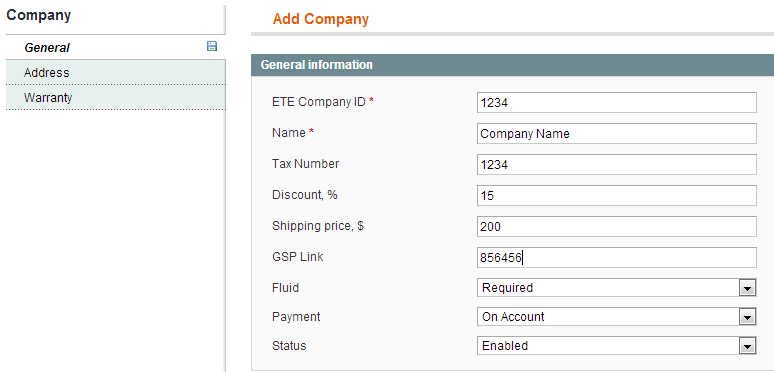 Company
General
Address
Warranty
Add Company
General information
ETE Company ID * 1234
Name * Company Name
Tax Number 1234
Discount, % 15
Shipping price, $ 200
GSP Link 856456
Fluid Required
Payment On Account
Status Enabled